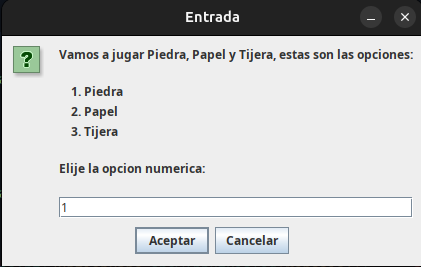 Entrada
Vamos a jugar Piedra, Papel y Tijera, estas son las opciones:
1. Piedra
2. Papel
3. Tijera
Elije la opcion numerica:
1
Aceptar Cancelar